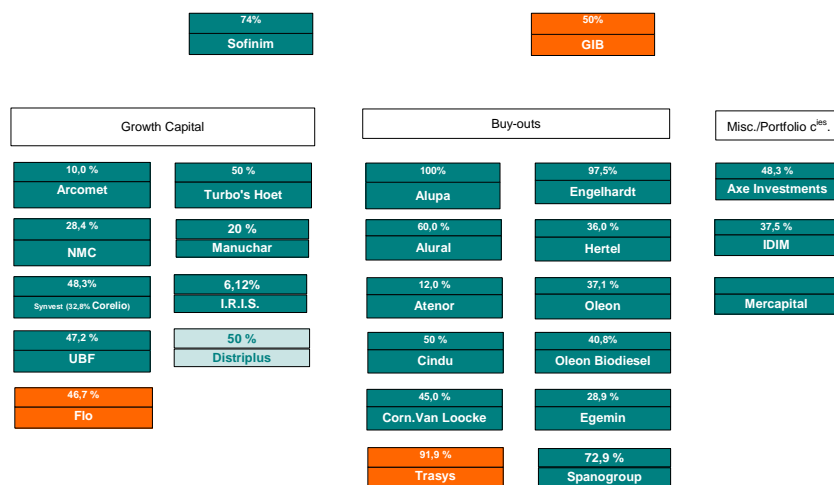 74%
Sofinim
50%
GIB
Growth Capital
Buy-outs
Misc./Portfolio c^ies.
10,0 %
Arcomet
50 %
Turbo's Hoet
28,4 %
NMC
20 %
Manuchar
48,3%
Synvest (32,8% Corelio)
6,12%
I.R.I.S.
47,2 %
UBF
50 %
Distriplus
46,7 %
Flo
100%
Alupa
97,5%
Engelhardt
60,0 %
Alural
36,0 %
Hertel
12,0 %
Atenor
37,1 %
Oleon
50 %
Cindu
40,8%
Oleon Biodiesel
45,0 %
Corn.Van Loocke
28,9 %
Egemin
91,9 %
Trasys
72,9 %
Spanogroup
48,3 %
Axe Investments
37,5 %
IDIM
Mercapital